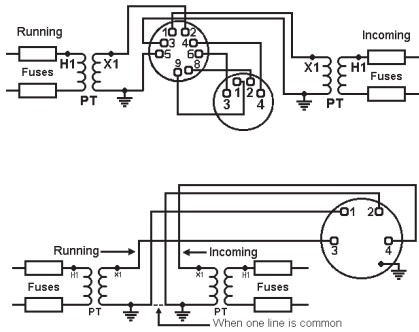 Running
Incoming
1 2
3 4
5 6
9 8
H1 X1
X1 H1
Fuses
Fuses
1 2
3 4
PT
PT
1 2
Running
Incoming
3 4
H1 X1
X1 H1
Fuses
Fuses
PT
PT
When one line is common